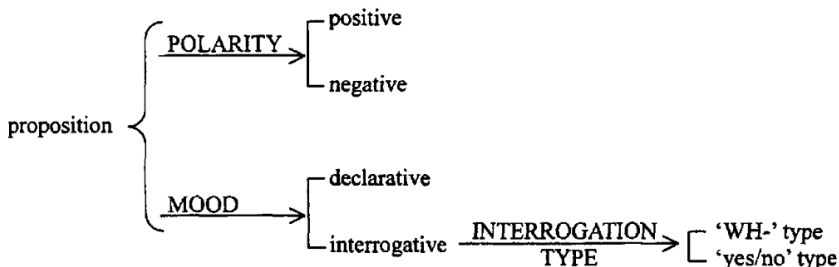 positive
POLARITY
negative
proposition
declarative
MOOD
interrogative
INTERROGATION
TYPE
‘WH-’ type
‘yes/no’ type